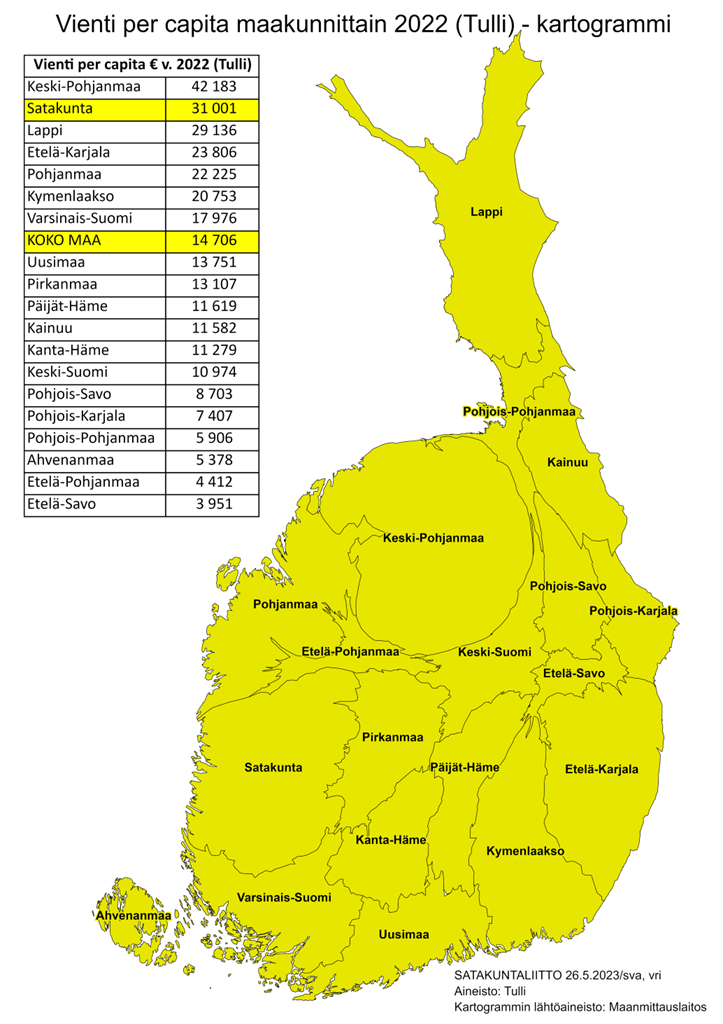 Vienti per capita maakunnittain 2022 (Tulli) - kartogrammi
Vienti per capita € v. 2022 (Tulli)
Keski-Pohjanmaa 42 183
Satakunta 31 001
Lappi 29 136
Etelä-Karjala 23 806
Pohjanmaa 22 225
Kymenlaakso 20 753
Varsinais-Suomi 17 976
KOKO MAA 14 706
Uusimaa 13 751
Pirkanmaa 13 107
Päijät-Häme 11 619
Kainuu 11 582
Kanta-Häme 11 279
Keski-Suomi 10 974
Pohjois-Savo 8 703
Pohjois-Karjala 7 407
Pohjois-Pohjanmaa 5 906
Ahvenanmaa 5 378
Etelä-Pohjanmaa 4 412
Etelä-Savo 3 951
Lappi
Pohjois-Pohjanmaa
Kainuu
Keski-Pohjanmaa
Pohjois-Savo
Pohjanmaa
Pohjois-Karjala
Etelä-Pohjanmaa
Keski-Suomi
Etelä-Savo
Pirkanmaa
Satakunta
Päijät-Häme
Etelä-Karjala
Kanta-Häme
Kymenlaakso
Varsinais-Suomi
Ahvenanmaa
Uusimaa
SATAKUNTALIITTO 26.5.2023/sva, vri
Aineisto: Tulli
Kartogrammin lähtöaineisto: Maanmittauslaitos